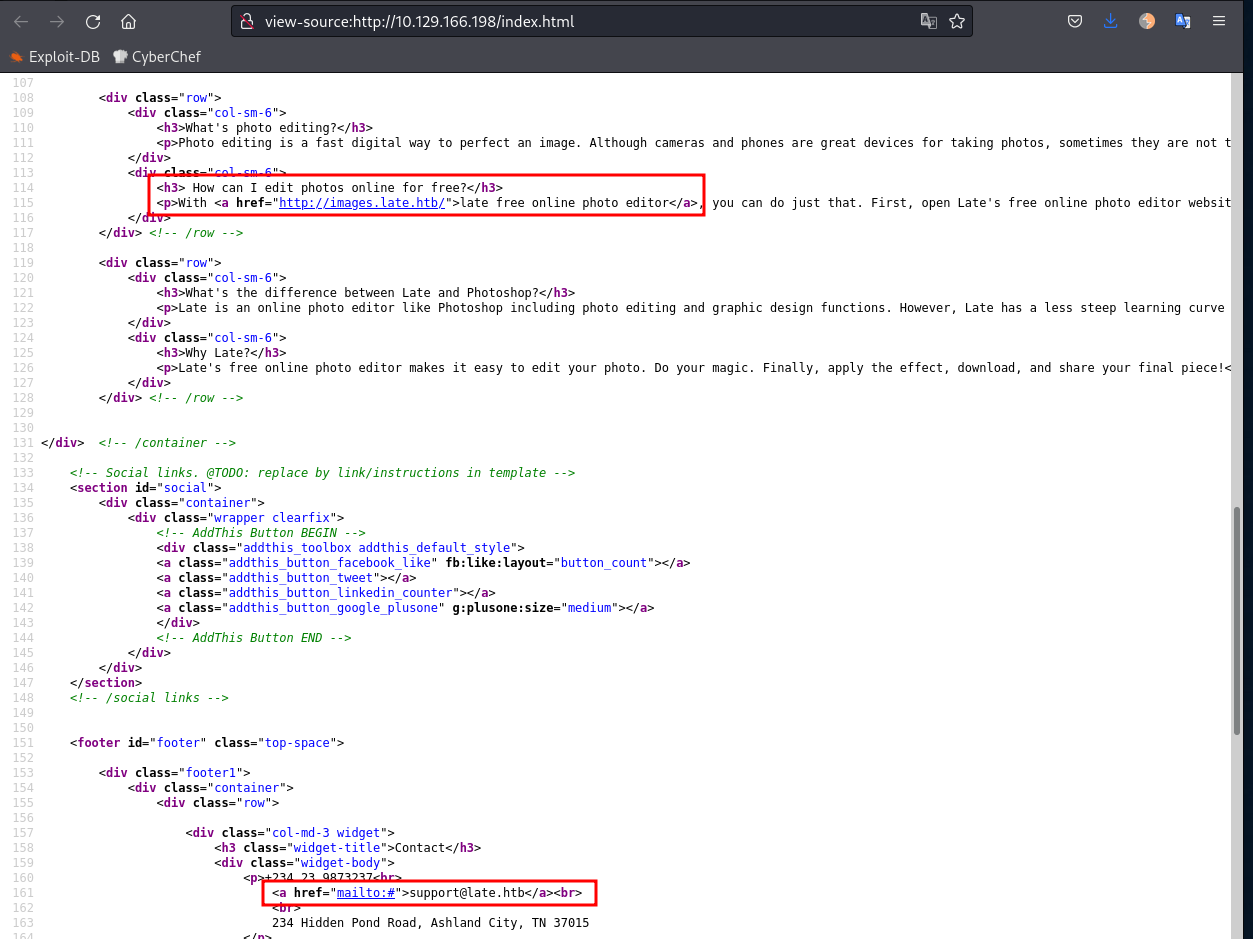 view-source:http://10.129.166.198/index.html
Exploit-DB CyberChef
107
108 <div class="row">
109 <div class="col-sm-6">
110 <h3>What's photo editing?</h3>
111 <p>Photo editing is a fast digital way to perfect an image. Although cameras and phones are great devices for taking photos, sometimes they are not t
112 </div>
113 <div class="col-sm-6">
114 <h3> How can I edit photos online for free?</h3>
115 <p>With <a href="http://images.late.htb/">late free online photo editor</a>, you can do just that. First, open Late's free online photo editor websit
116 </div>
117 </div> <!-- /row -->
118
119 <div class="row">
120 <div class="col-sm-6">
121 <h3>What's the difference between Late and Photoshop?</h3>
122 <p>Late is an online photo editor like Photoshop including photo editing and graphic design functions. However, Late has a less steep learning curve
123 </div>
124 <div class="col-sm-6">
125 <h3>Why Late?</h3>
126 <p>Late's free online photo editor makes it easy to edit your photo. Do your magic. Finally, apply the effect, download, and share your final piece!<
127 </div>
128 </div> <!-- /row -->
129
130
131 </div> <!-- /container -->
132
133 <!-- Social links. @TODO: replace by link/instructions in template -->
134 <section id="social">
135 <div class="container">
136 <div class="wrapper clearfix">
137 <!-- AddThis Button BEGIN -->
138 <div class="addthis_toolbox addthis_default_style">
139 <a class="addthis_button_facebook_like" fb:like:layout="button_count"></a>
140 <a class="addthis_button_tweet"></a>
141 <a class="addthis_button_linkedin_counter"></a>
142 <a class="addthis_button_google_plusone" g:plusone:size="medium"></a>
143 </div>
144 <!-- AddThis Button END -->
145 </div>
146 </div>
147 </section>
148 <!-- /social links -->
149
150
151 <footer id="footer" class="top-space">
152
153 <div class="footer1">
154 <div class="container">
155 <div class="row">
156
157 <div class="col-md-3 widget">
158 <h3 class="widget-title">Contact</h3>
159 <div class="widget-body">
160 <p>+234 23 9873237<br>
161 <a href="mailto:#">support@late.htb</a><br>
162 <br>
163 234 Hidden Pond Road, Ashland City, TN 37015
164 </p>